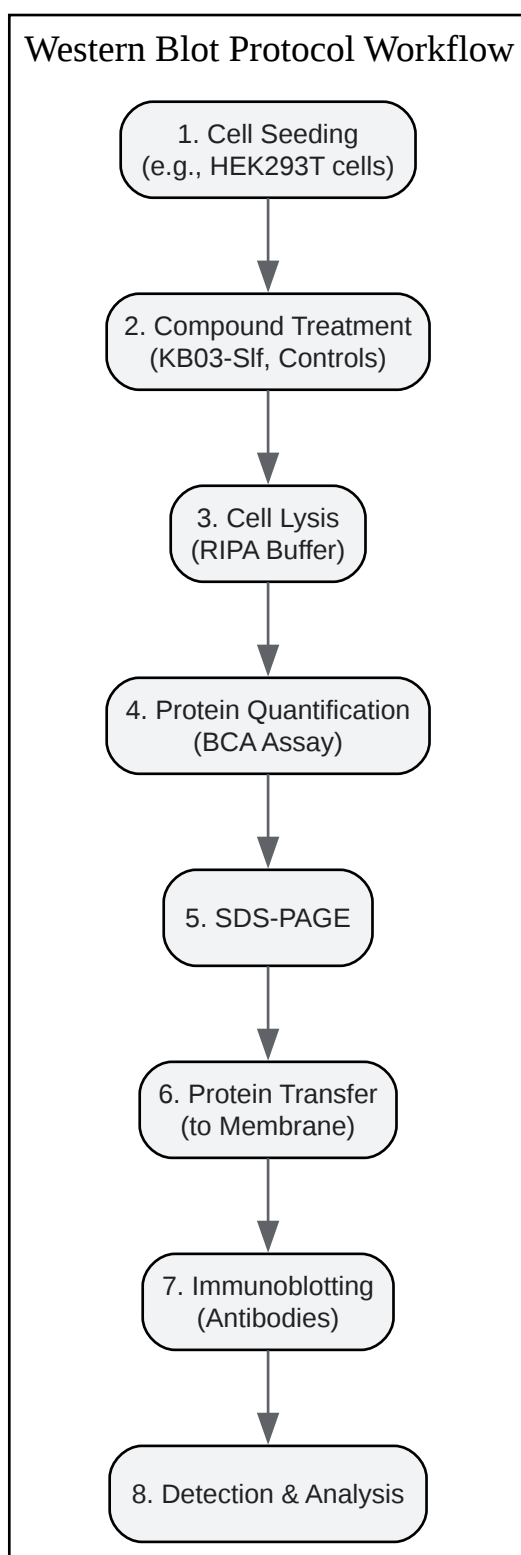 Western Blot Protocol Workflow
1. Cell Seeding
(e.g., HEK293T cells)
2. Compound Treatment
(KB03-Slf, Controls)
3. Cell Lysis
(RIPA Buffer)
4. Protein Quantification
(BCA Assay)
5. SDS-PAGE
6. Protein Transfer
(to Membrane)
7. Immunoblotting
(Antibodies)
8. Detection & Analysis